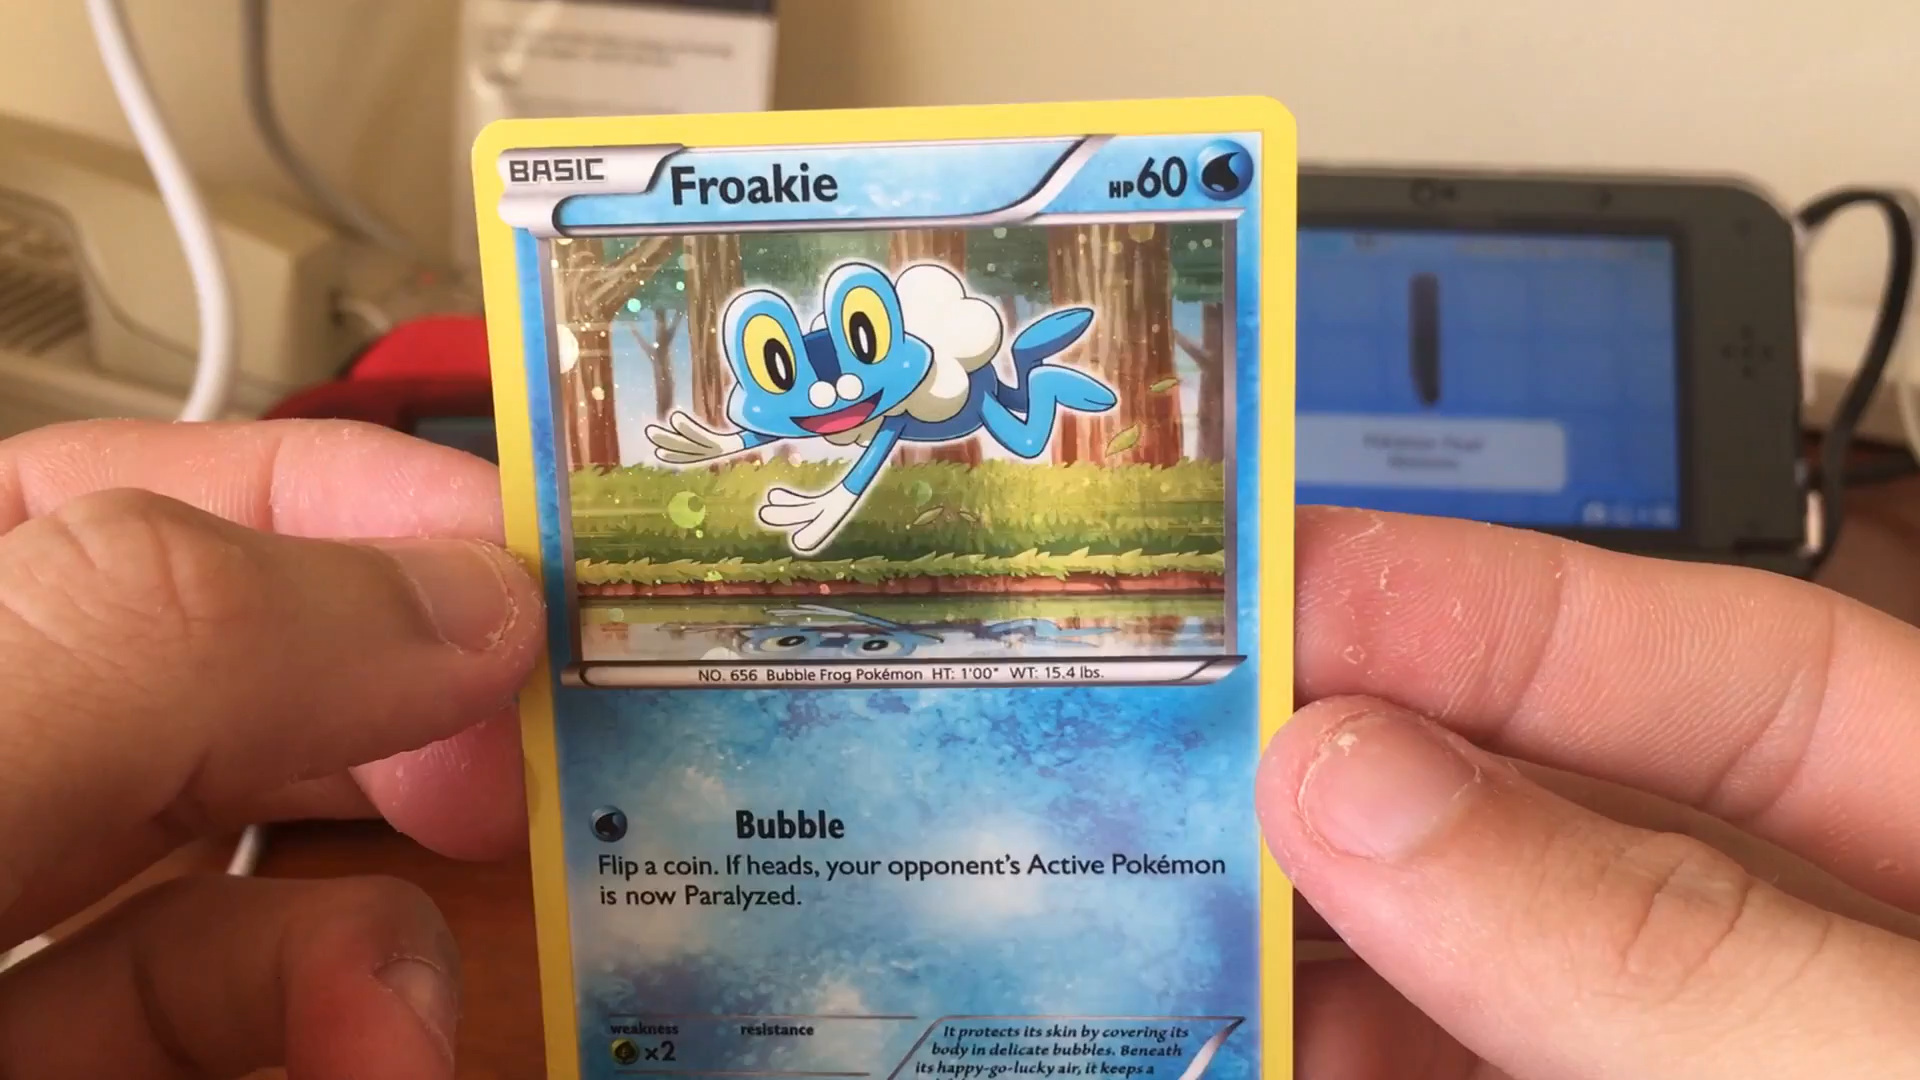 BASIC
Froakie
HP60
NO. 656 Bubble Frog Pokémon HT: 1'00" WT: 15.4 lbs.
Bubble
Flip a coin. If heads, your opponent's Active Pokémon
is now Paralyzed.
weakness
×2
resistance
It protects its skin by covering its
body in delicate bubbles. Beneath
its happy-go-lucky air, it keeps a